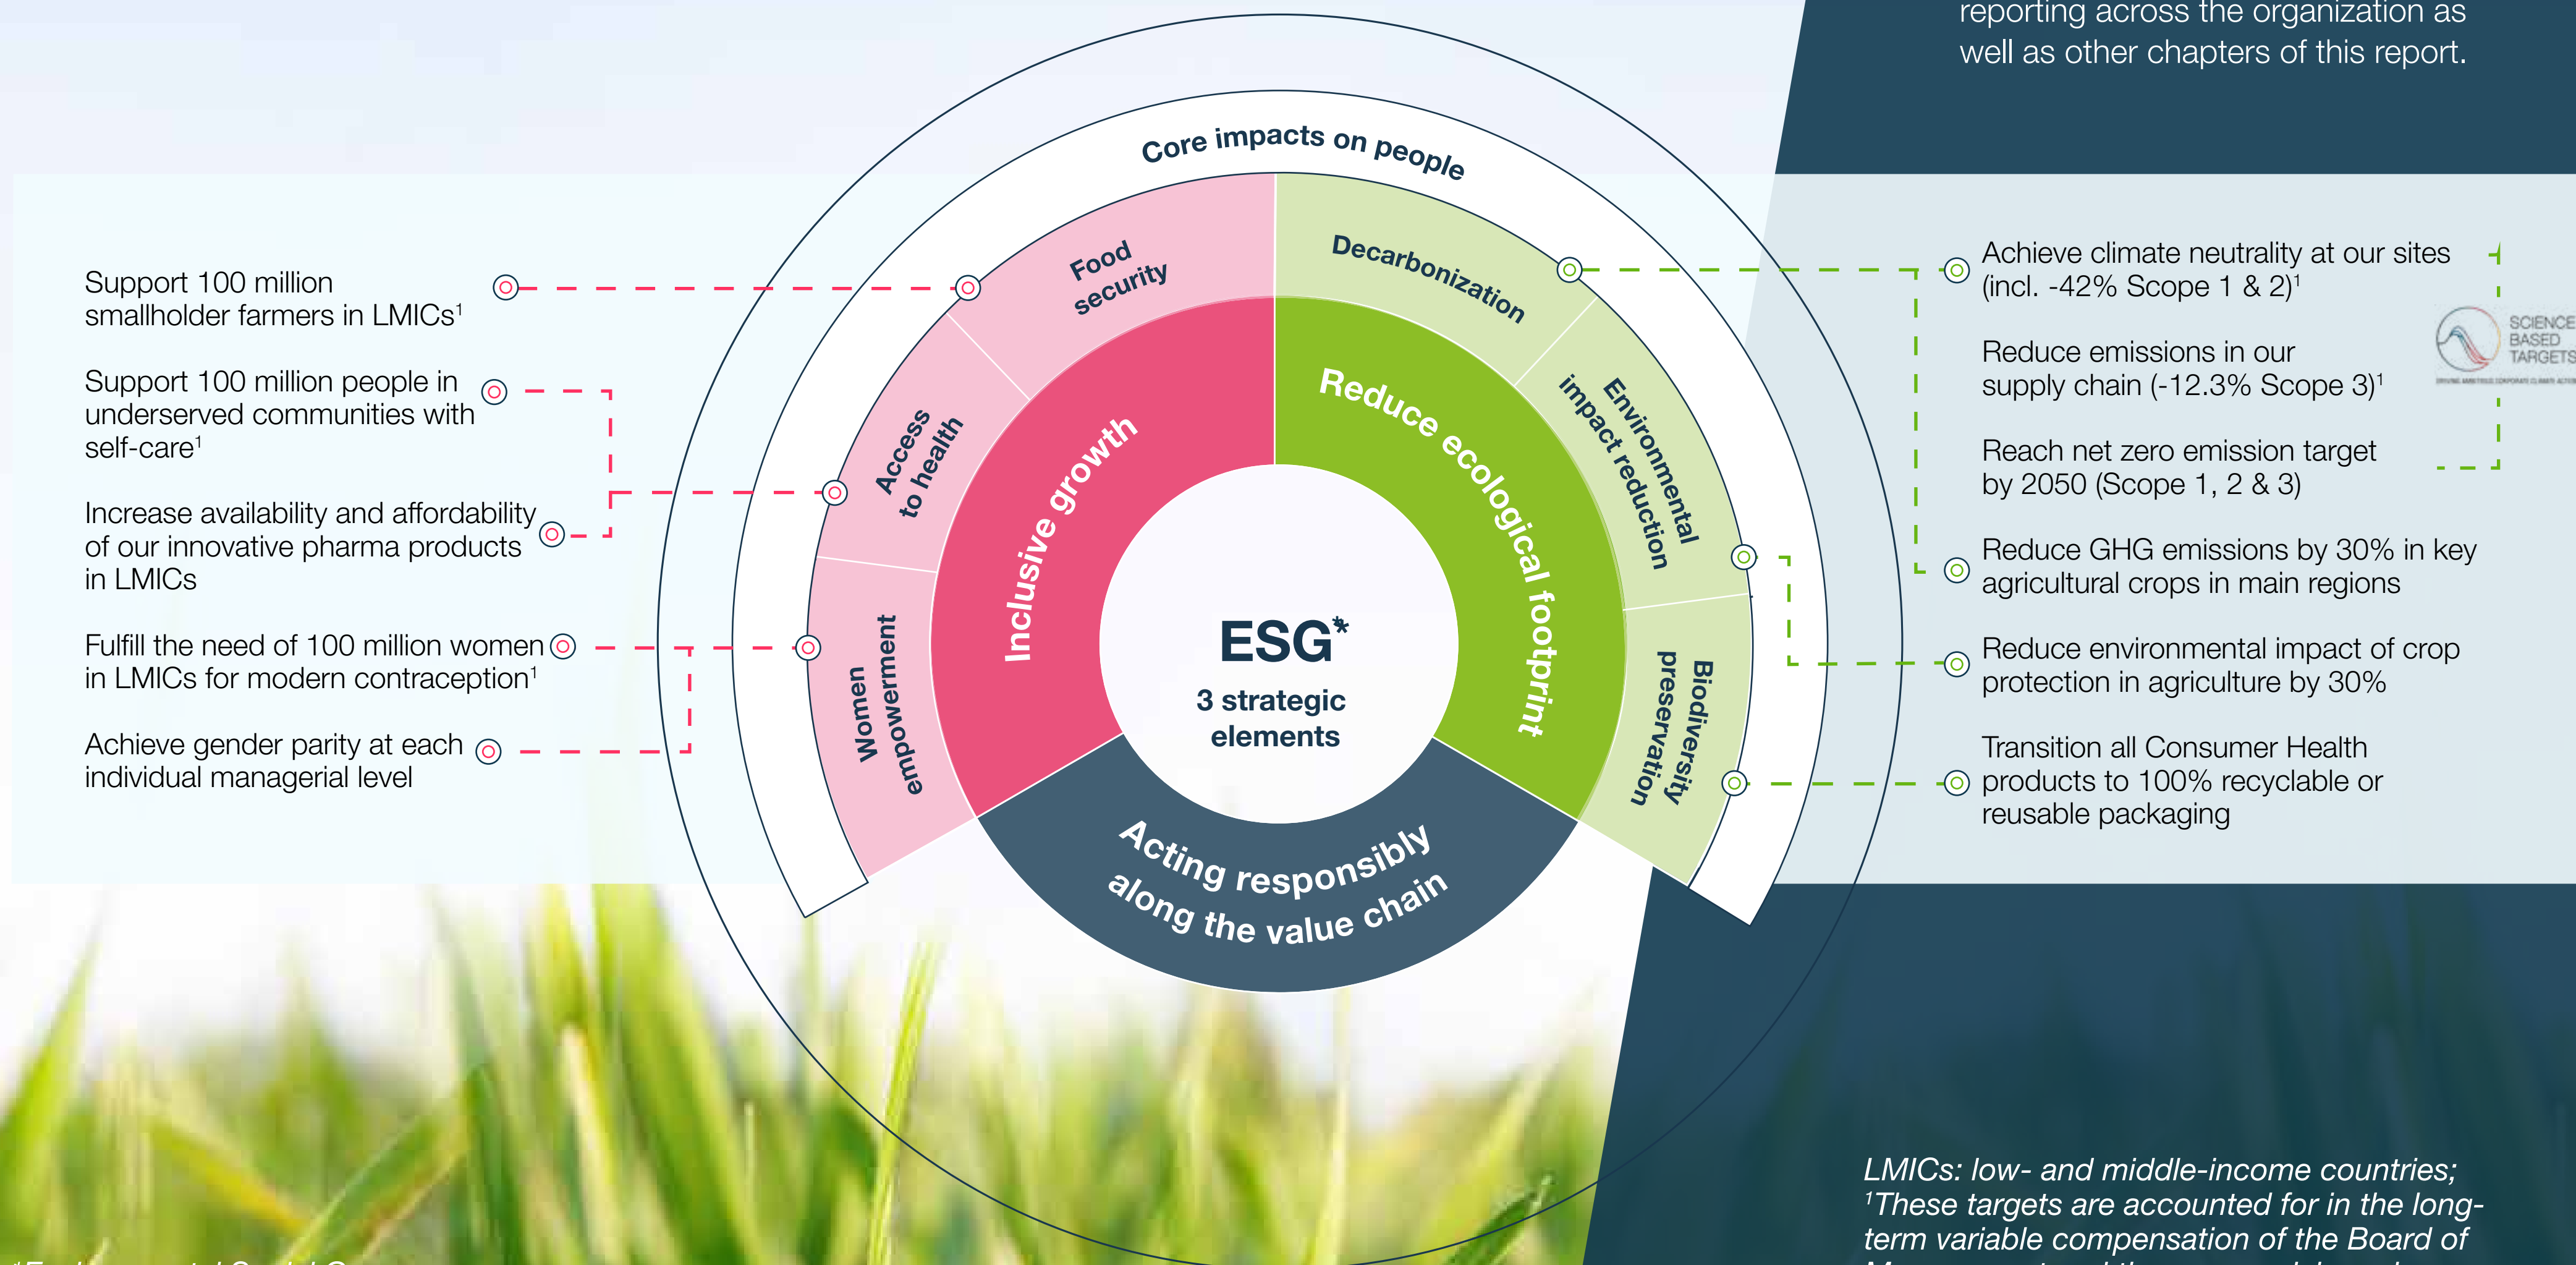 reporting across the organization as
well as other chapters of this report.
Core impacts on people
Support 100 million
smallholder farmers in LMICs¹
Support 100 million people in
underserved communities with
self-care¹
Increase availability and affordability
of our innovative pharma products
in LMICs
Fulfill the need of 100 million women
in LMICs for modern contraception¹
Achieve gender parity at each
individual managerial level
Food
security
Access
to health
Women
empowerment
Inclusive growth
Decarbonization
Environmental
impact reduction
Biodiversity
preservation
Reduce ecological footprint
ESG*
3 strategic
elements
Acting responsibly
along the value chain
Achieve climate neutrality at our sites
(incl. -42% Scope 1 & 2)¹
Reduce emissions in our
supply chain (-12.3% Scope 3)¹
Reach net zero emission target
by 2050 (Scope 1, 2 & 3)
Reduce GHG emissions by 30% in key
agricultural crops in main regions
Reduce environmental impact of crop
protection in agriculture by 30%
Transition all Consumer Health
products to 100% recyclable or
reusable packaging
SCIENCE
BASED
TARGETS
DRIVING AMBITIOUS CORPORATE CLIMATE ACTION
LMICs: low- and middle-income countries;
¹These targets are accounted for in the long-
term variable compensation of the Board of